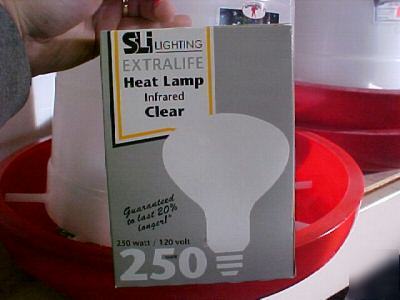 SLi LIGHTING
EXTRALIFE
Heat Lamp
Infrared
Clear
Guaranteed
to last 20%
longer!*
250 watt / 120 volt
250